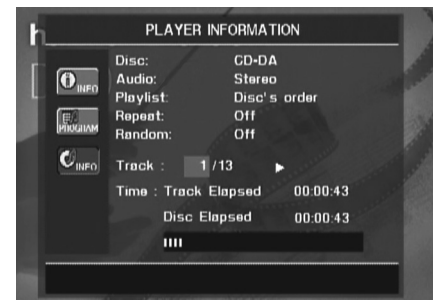 PLAYER INFORMATION
Disc: CD-DA
Audio: Stereo
Playlist: Disc's order
Repeat: Off
Random: Off
Track : 1 /13
Time : Track Elapsed 00:00:43
Disc Elapsed 00:00:43
INFO
PROGRAM
INFO
h